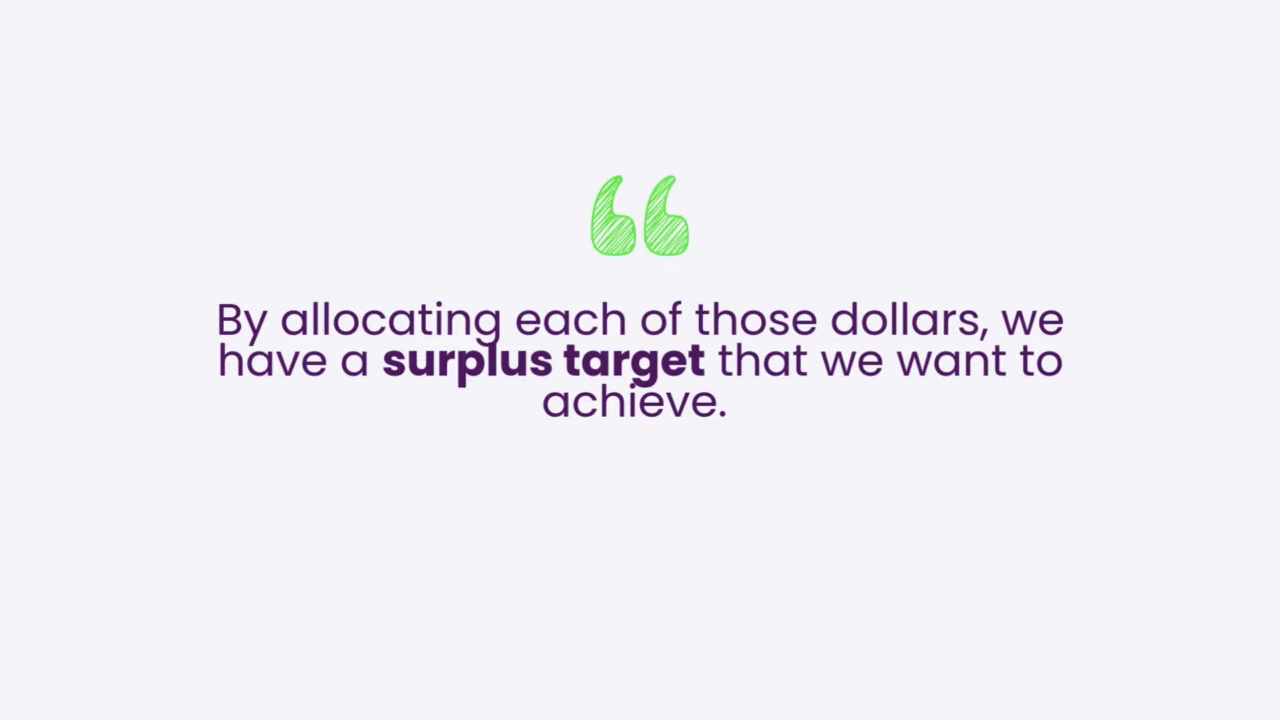 By allocating each of those dollars, we
have a surplus target that we want to
achieve.